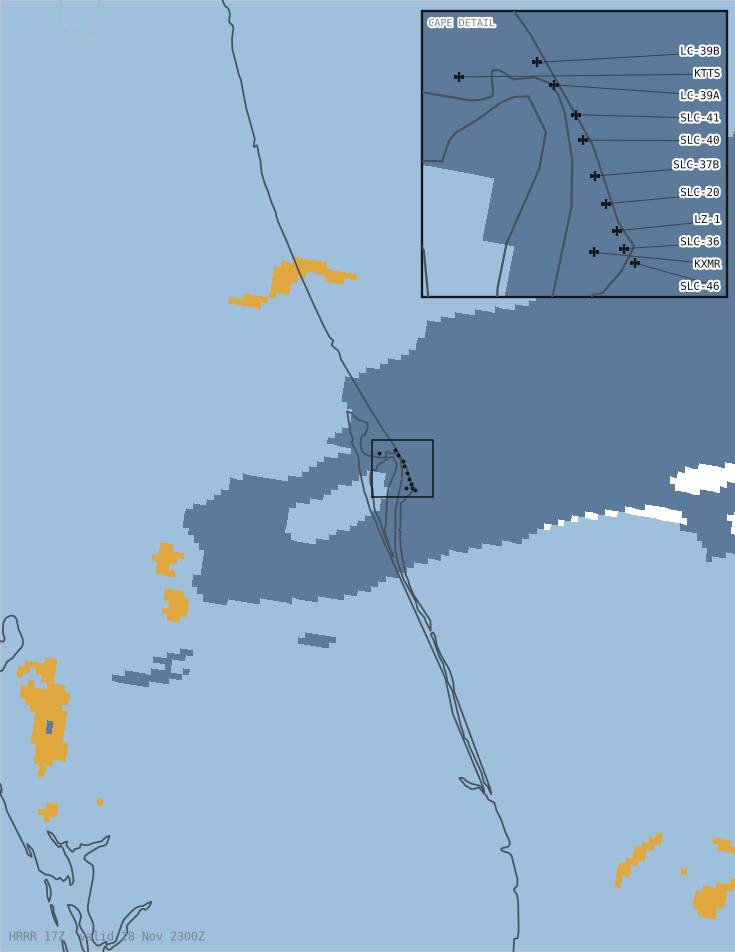 CAPE DETAIL
LC-39B
KTTS
LC-39A
SLC-41
SLC-40
SLC-37B
SLC-20
LZ-1
SLC-36
KXMR
SLC-46
HRRR 17Z valid 28 Nov 2300Z